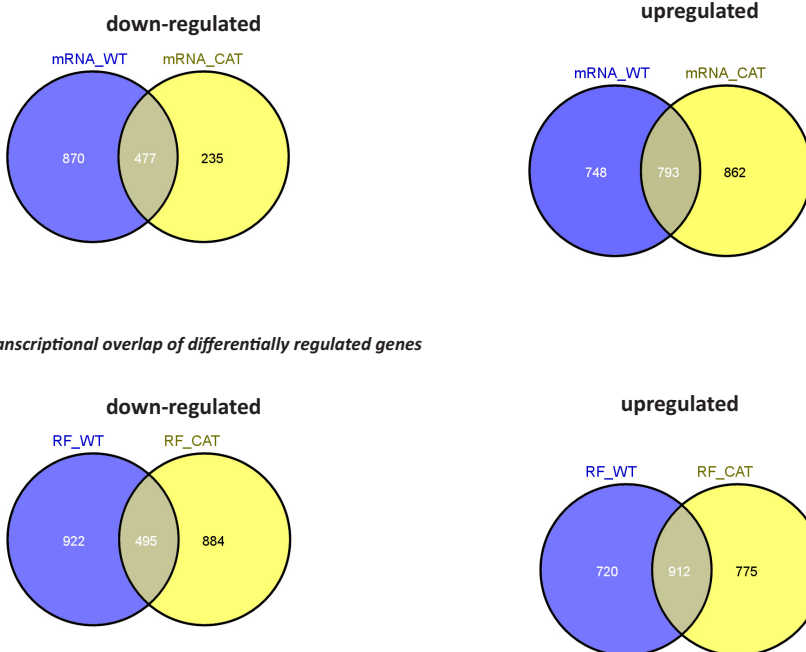 down-regulated
upregulated
mRNA_WT mRNA_CAT
mRNA_WT mRNA_CAT
870 477 235
748 793 862
overlap of differentially regulated genes
down-regulated
upregulated
RF_WT RF_CAT
RF_WT RF_CAT
922 495 884
720 912 775